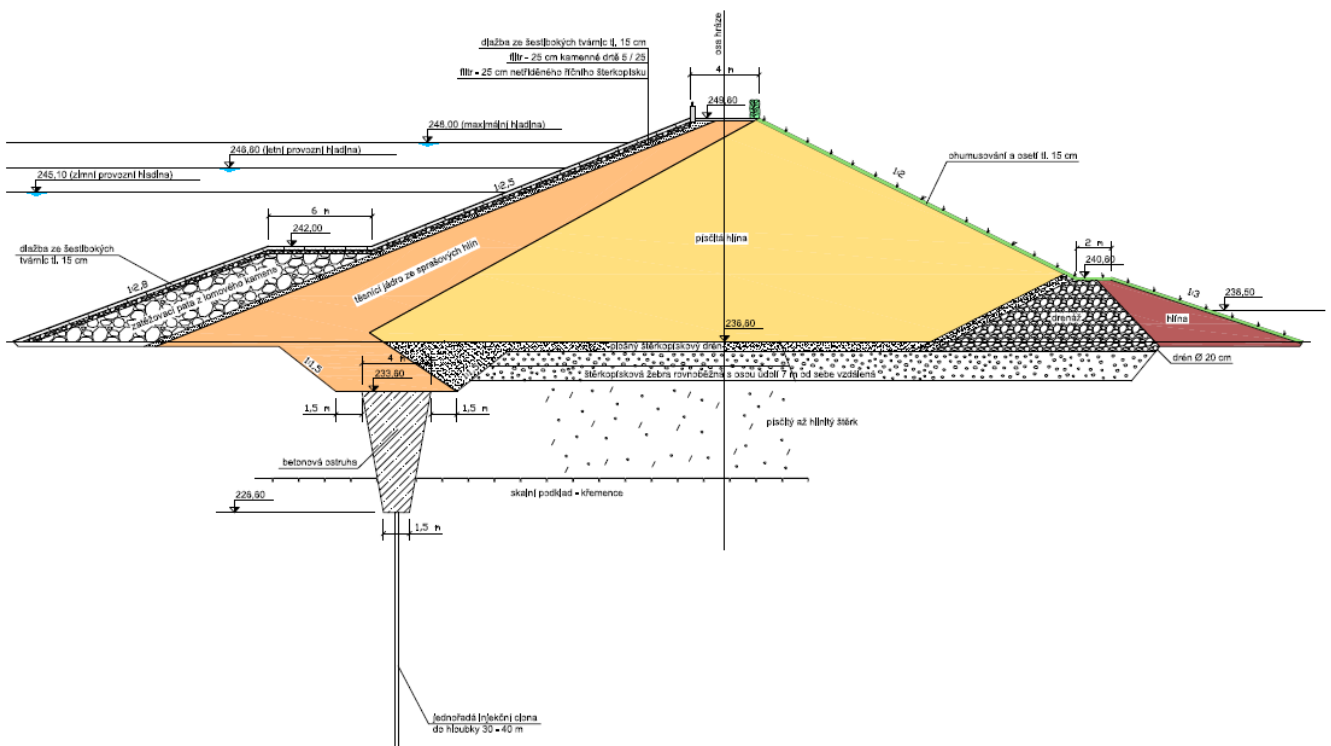 dlažba ze šestibokých tvárnic tl. 15 cm
filtr - 25 cm kamenné drtě 5 / 25
filtr - 25 cm netříděného říčního šterkopísku
osa hráze
4 m
249,60
248,00 (maximální hladina)
246,60 (letní provozní hladina)
245,10 (zimní provozní hladina)
1:2,5
1:2
ohumusování a osetí tl. 15 cm
6 m
242,00
dlažba ze šestibokých
tvárnic tl. 15 cm
1:2,8
zatěžovací pata z lomového kamene
těsnící jádro ze sprašových hlín
písčitá hlína
2 m
240,60
1:3
238,50
drenáž
hlína
236,60
plošný štěrkopískový drén
drén Ø 20 cm
1:1,5
4 m
233,60
štěrkopísková žebra rovnoběžná s osou údolí 7 m od sebe vzdálená
1,5 m
1,5 m
písčitý až hlinitý štěrk
betonová ostruha
226,60
skalní podklad - křemence
1,5 m
jednořadá injekční clona
do hloubky 30 - 40 m